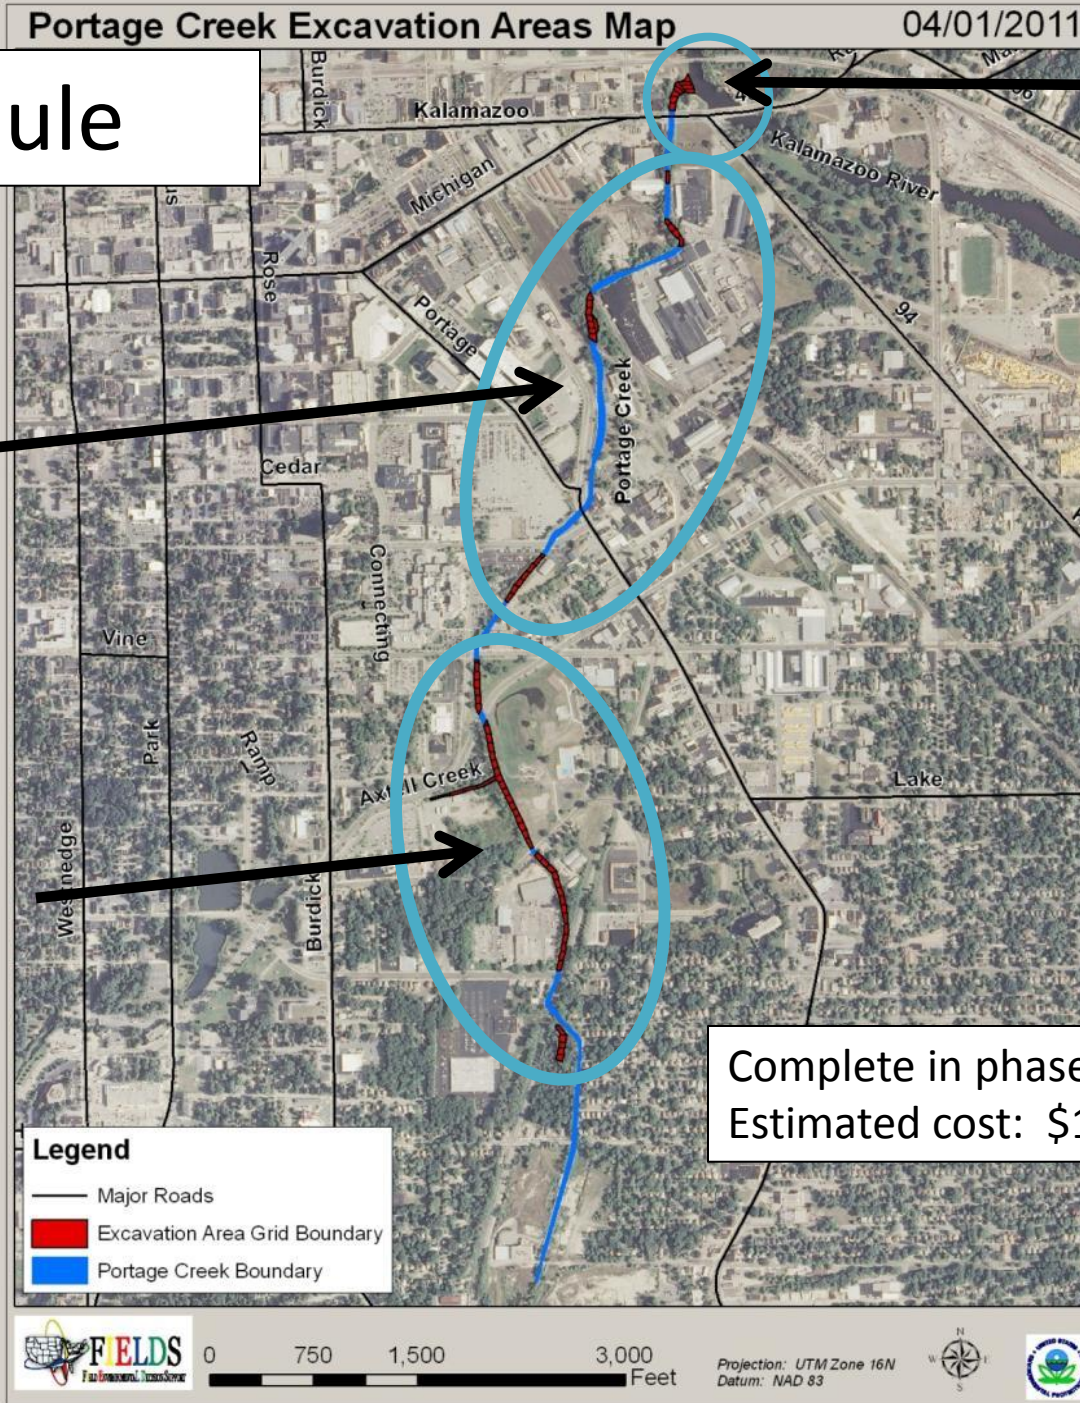 Portage Creek Excavation Areas Map
04/01/2011
ule
Burdick
Kalamazoo
Michigan
Kalamazoo River
Rose
Portage
94
Portage Creek
Cedar
Connecting
Vine
Park
Ramp
Axtell Creek
Lake
Westnedge
Burdick
Complete in phase
Estimated cost: $1
Legend
Major Roads
Excavation Area Grid Boundary
Portage Creek Boundary
FIELDS
0 750 1,500 3,000
Feet
Projection: UTM Zone 16N
Datum: NAD 83
N
W E
S